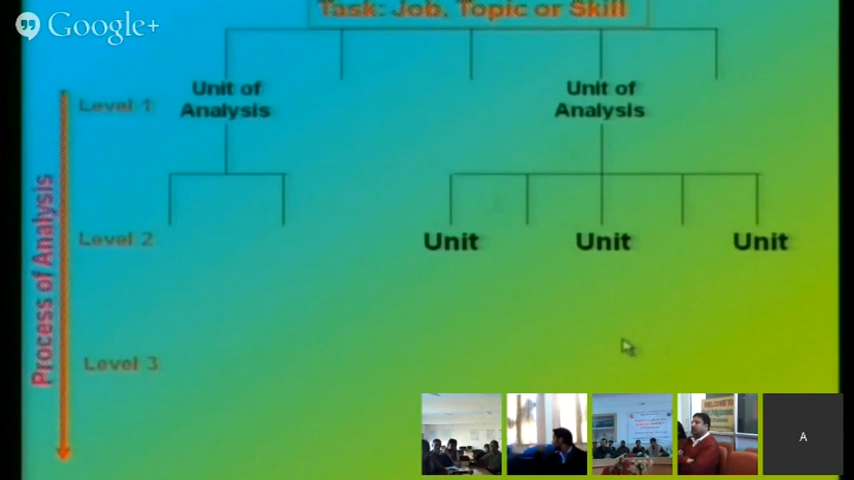 Google+
Task: Job, Topic or Skill
Level 1
Unit of
Analysis
Unit of
Analysis
Process of Analysis
Level 2
Unit
Unit
Unit
Level 3
A